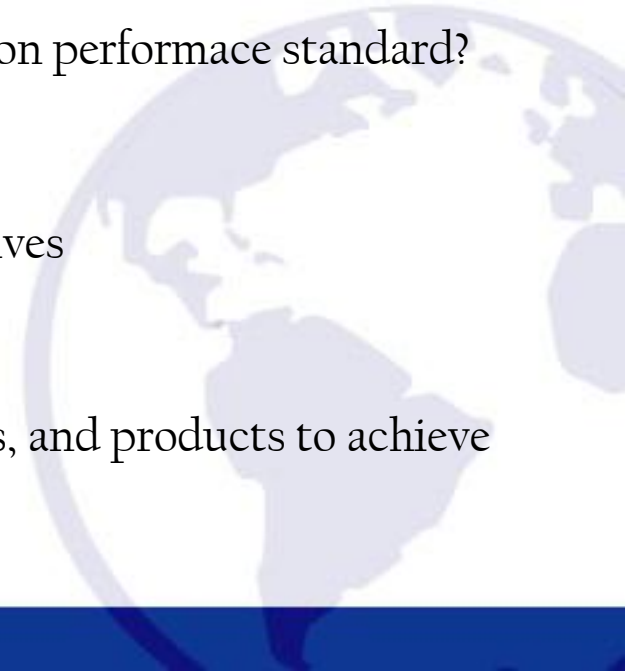 on performace standard?
ves
s, and products to achieve